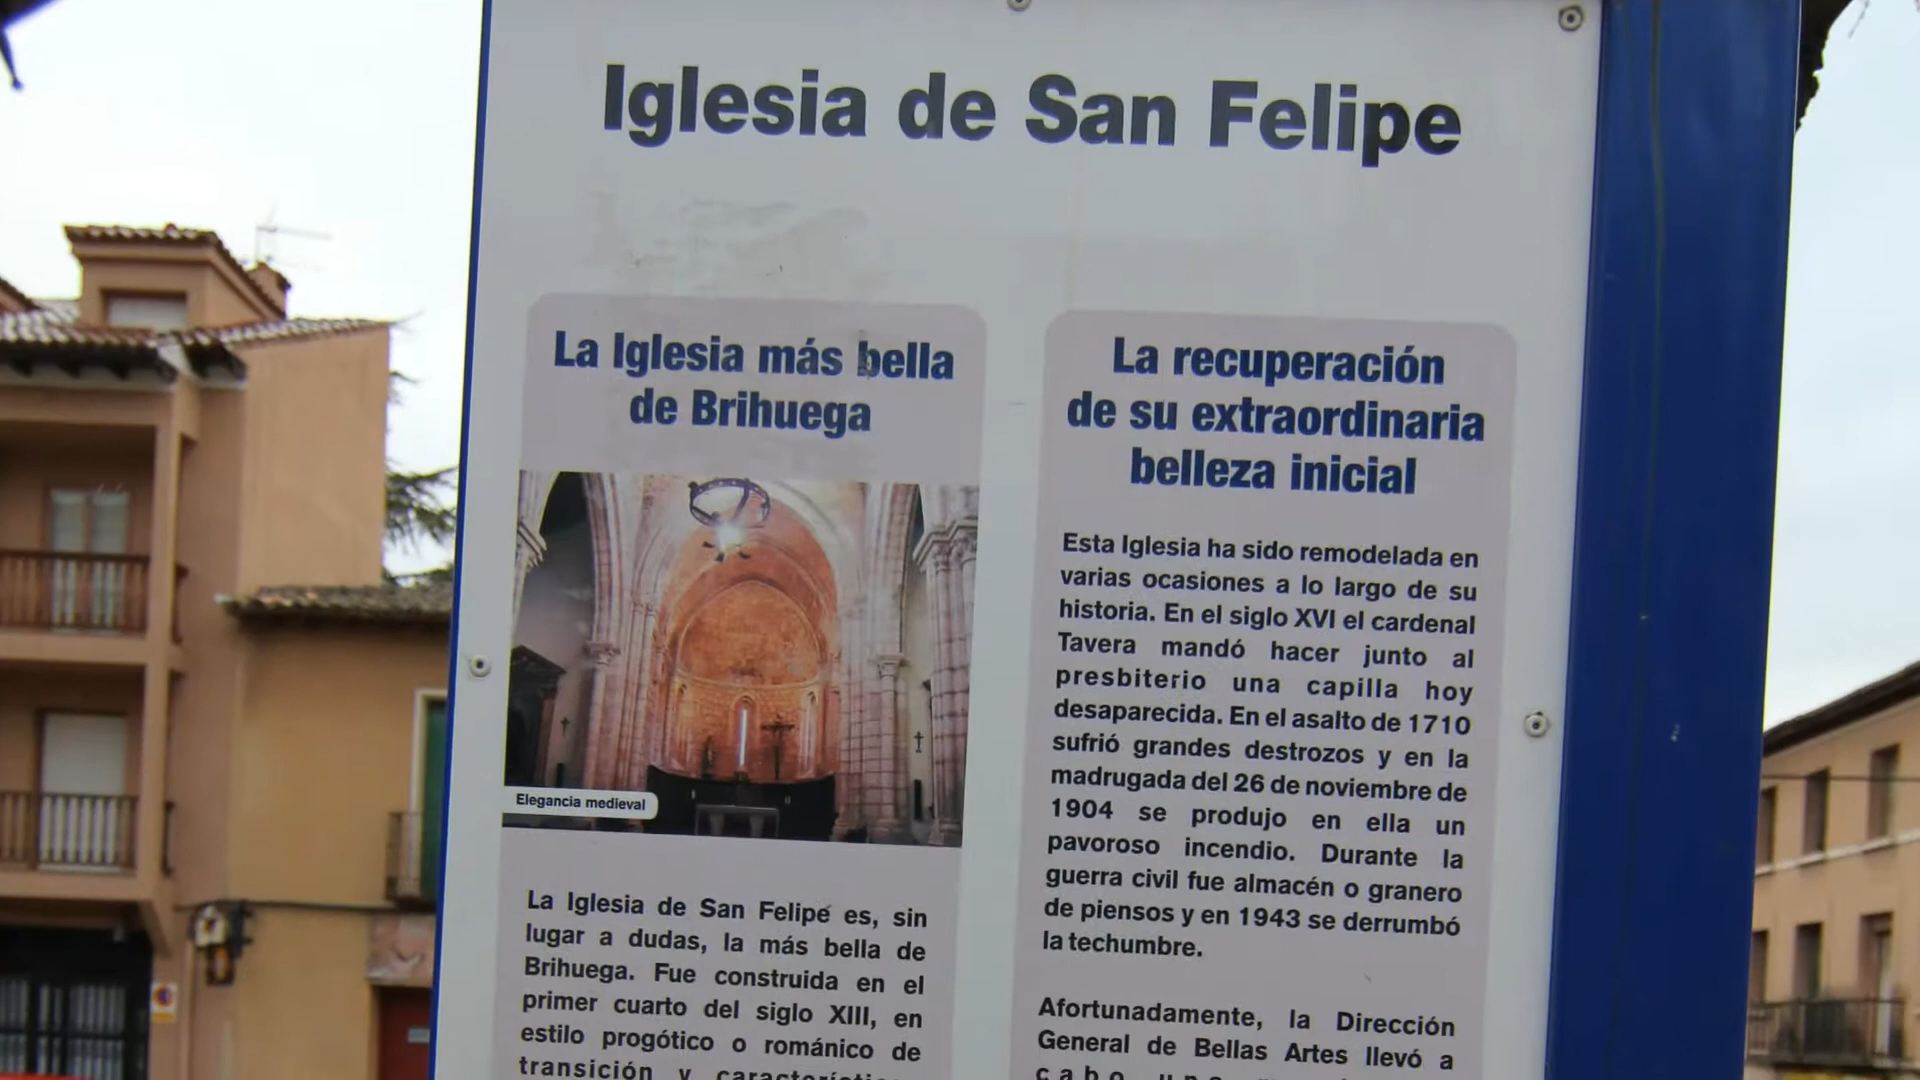 Iglesia de San Felipe
La Iglesia más bella
de Brihuega
Elegancia medieval
La Iglesia de San Felipe es, sin
lugar a dudas, la más bella de
Brihuega. Fue construida en el
primer cuarto del siglo XIII, en
estilo progótico o románico de
transición y
La recuperación
de su extraordinaria
belleza inicial
Esta Iglesia ha sido remodelada en
varias ocasiones a lo largo de su
historia. En el siglo XVI el cardenal
Tavera mandó hacer junto al
presbiterio una capilla hoy
desaparecida. En el asalto de 1710
sufrió grandes destrozos y en la
madrugada del 26 de noviembre de
1904 se produjo en ella un
pavoroso incendio. Durante la
guerra civil fue almacén o granero
de piensos y en 1943 se derrumbó
la techumbre.
Afortunadamente, la Dirección
General de Bellas Artes llevó a
cabo una